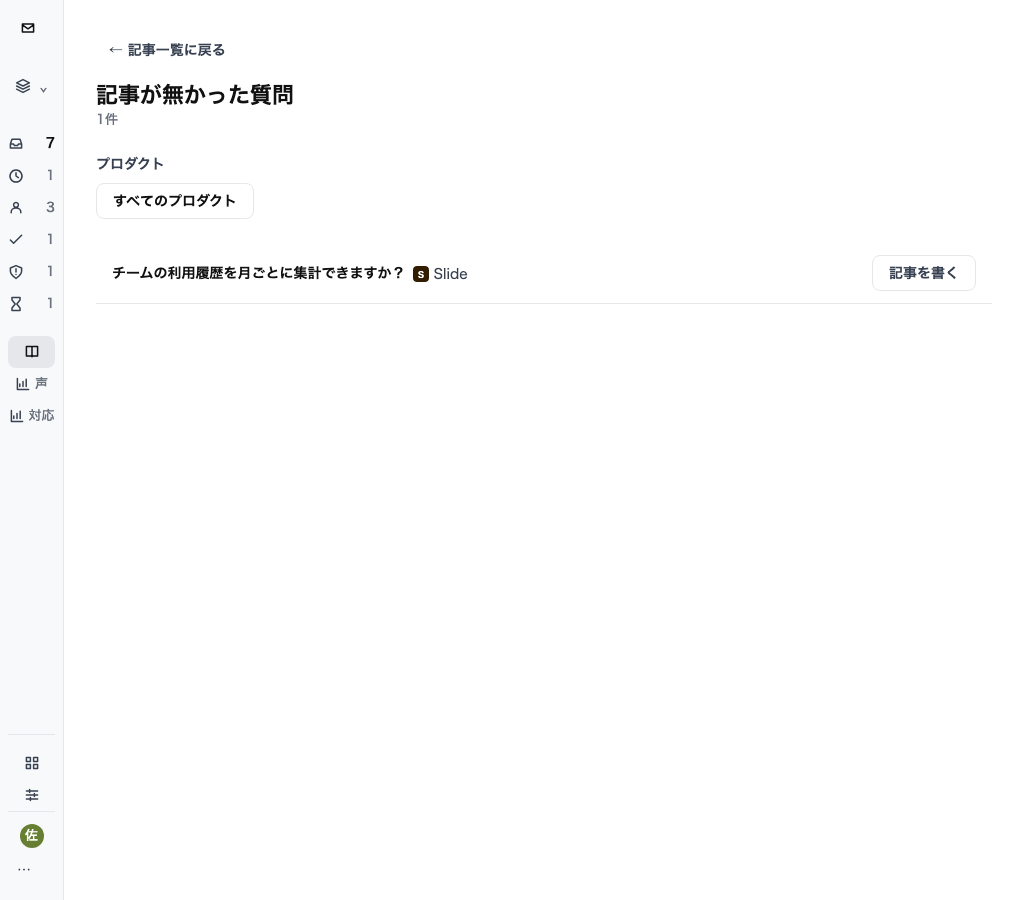 ← 記事一覧に戻る
記事が無かった質問
1件
プロダクト
すべてのプロダクト
チームの利用履歴を月ごとに集計できますか？ S Slide
記事を書く
7
1
3
1
1
1
声
対応
佐
…